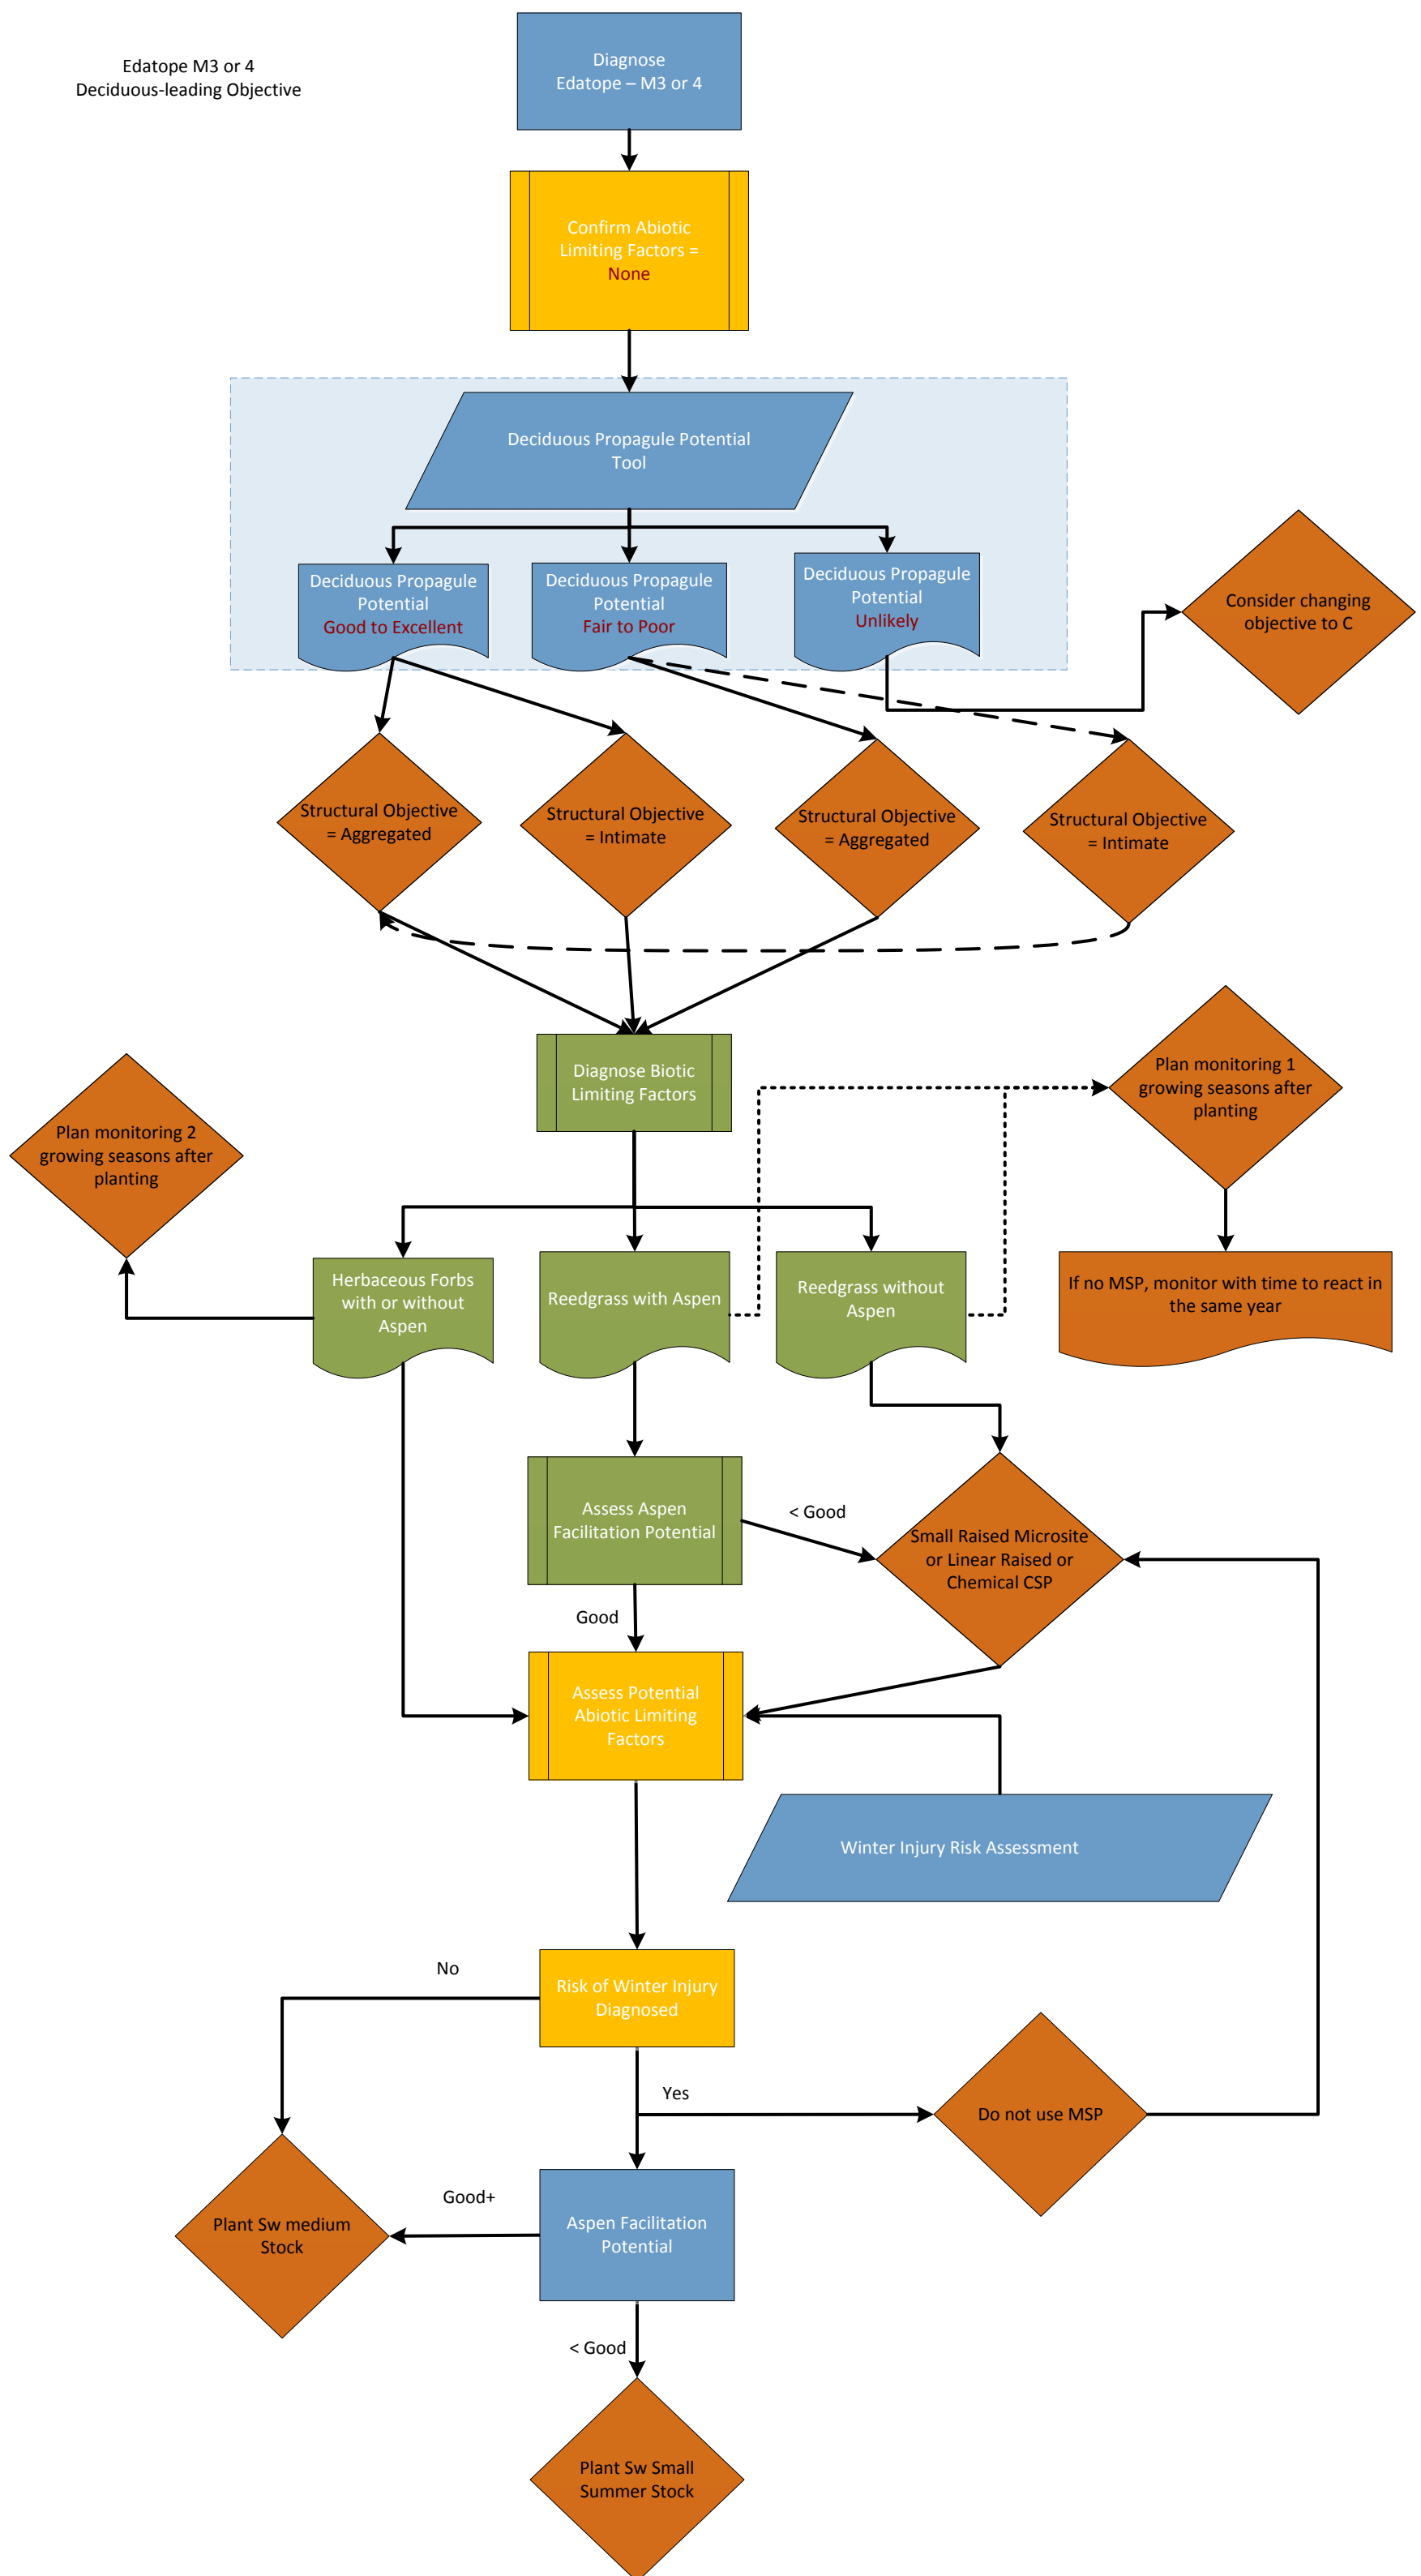 Edatope M3 or 4
Deciduous-leading Objective
Diagnose
Edatope – M3 or 4
Confirm Abiotic
Limiting Factors =
None
Deciduous Propagule Potential
Tool
Deciduous Propagule
Potential
Good to Excellent
Deciduous Propagule
Potential
Fair to Poor
Deciduous Propagule
Potential
Unlikely
Consider changing
objective to C
Structural Objective
= Aggregated
Structural Objective
= Intimate
Structural Objective
= Aggregated
Structural Objective
= Intimate
Diagnose Biotic
Limiting Factors
Plan monitoring 1
growing seasons after
planting
Plan monitoring 2
growing seasons after
planting
Herbaceous Forbs
with or without
Aspen
Reedgrass with Aspen
Reedgrass without
Aspen
If no MSP, monitor with time to react in
the same year
Assess Aspen
Facilitation Potential
< Good
Small Raised Microsite
or Linear Raised or
Chemical CSP
Good
Assess Potential
Abiotic Limiting
Factors
Winter Injury Risk Assessment
Risk of Winter Injury
Diagnosed
No
Yes
Do not use MSP
Plant Sw medium
Stock
Good+
Aspen Facilitation
Potential
< Good
Plant Sw Small
Summer Stock